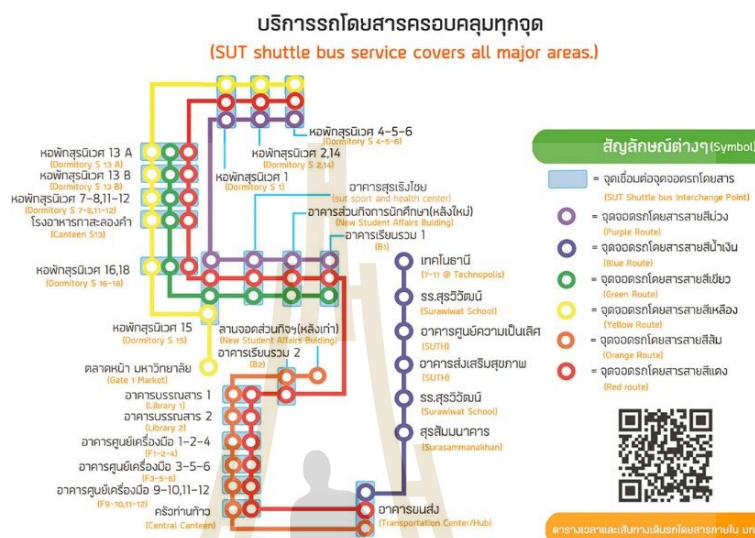 บริการรถโดยสารครอบคลุมทุกจุด
(SUT shuttle bus service covers all major areas.)
หอพักสุรนิเวศ 4-5-6
(Dormitory S 4-5-6)
หอพักสุรนิเวศ 2,14
(Dormitory S 2,14)
หอพักสุรนิเวศ 1
(Dormitory S 1)
หอพักสุรนิเวศ 13 A
(Dormitory S 13 A)
หอพักสุรนิเวศ 13 B
(Dormitory S 13 B)
หอพักสุรนิเวศ 7-8,11-12
(Dormitory S 7-8,11-12)
โรงอาหารกาสะลองคำ
(Canteen S13)
หอพักสุรนิเวศ 16,18
(Dormitory S 16-18)
หอพักสุรนิเวศ 15
(Dormitory S 15)
ตลาดหน้า มหาวิทยาลัย
(Gate 1 Market)
อาคารสุรเริงไชย
(sut sport and health center)
อาคารส่วนกิจการนักศึกษา(หลังใหม่)
(New Student Affairs Building)
อาคารเรียนรวม 1
(B1)
ลานจอดส่วนกิจฯ(หลังเก่า)
(New Student Affairs Building)
อาคารเรียนรวม 2
(B2)
อาคารบรรณสาร 1
(Library 1)
อาคารบรรณสาร 2
(Library 2)
อาคารศูนย์เครื่องมือ 1-2-4
(F1-2-4)
อาคารศูนย์เครื่องมือ 3-5-6
(F3-5-6)
อาคารศูนย์เครื่องมือ 9-10,11-12
(F9-10,11-12)
ครัวท่านท้าว
(Central Canteen)
เทคโนธานี
(7-11 @ Technopolis)
รร.สุรวิวัฒน์
(Surawiwat School)
อาคารศูนย์ความเป็นเลิศ
(SUTH)
อาคารส่งเสริมสุขภาพ
(SUTH)
รร.สุรวิวัฒน์
(Surawiwat School)
สุรสัมมนาคาร
(Surasammanakhan)
อาคารขนส่ง
(Transportation Center/Hub)
สัญลักษณ์ต่างๆ(Symbol)
= จุดเชื่อมต่อจุดจอดรถโดยสาร
(SUT Shuttle bus Interchange Point)
= จุดจอดรถโดยสารสายสีม่วง
(Purple Route)
= จุดจอดรถโดยสารสายสีน้ำเงิน
(Blue Route)
= จุดจอดรถโดยสารสายสีเขียว
(Green Route)
= จุดจอดรถโดยสารสายสีเหลือง
(Yellow Route)
= จุดจอดรถโดยสารสายสีส้ม
(Orange Route)
= จุดจอดรถโดยสารสายสีแดง
(Red route)
ตารางเวลาและเส้นทางเดินรถโดยสารภายใน